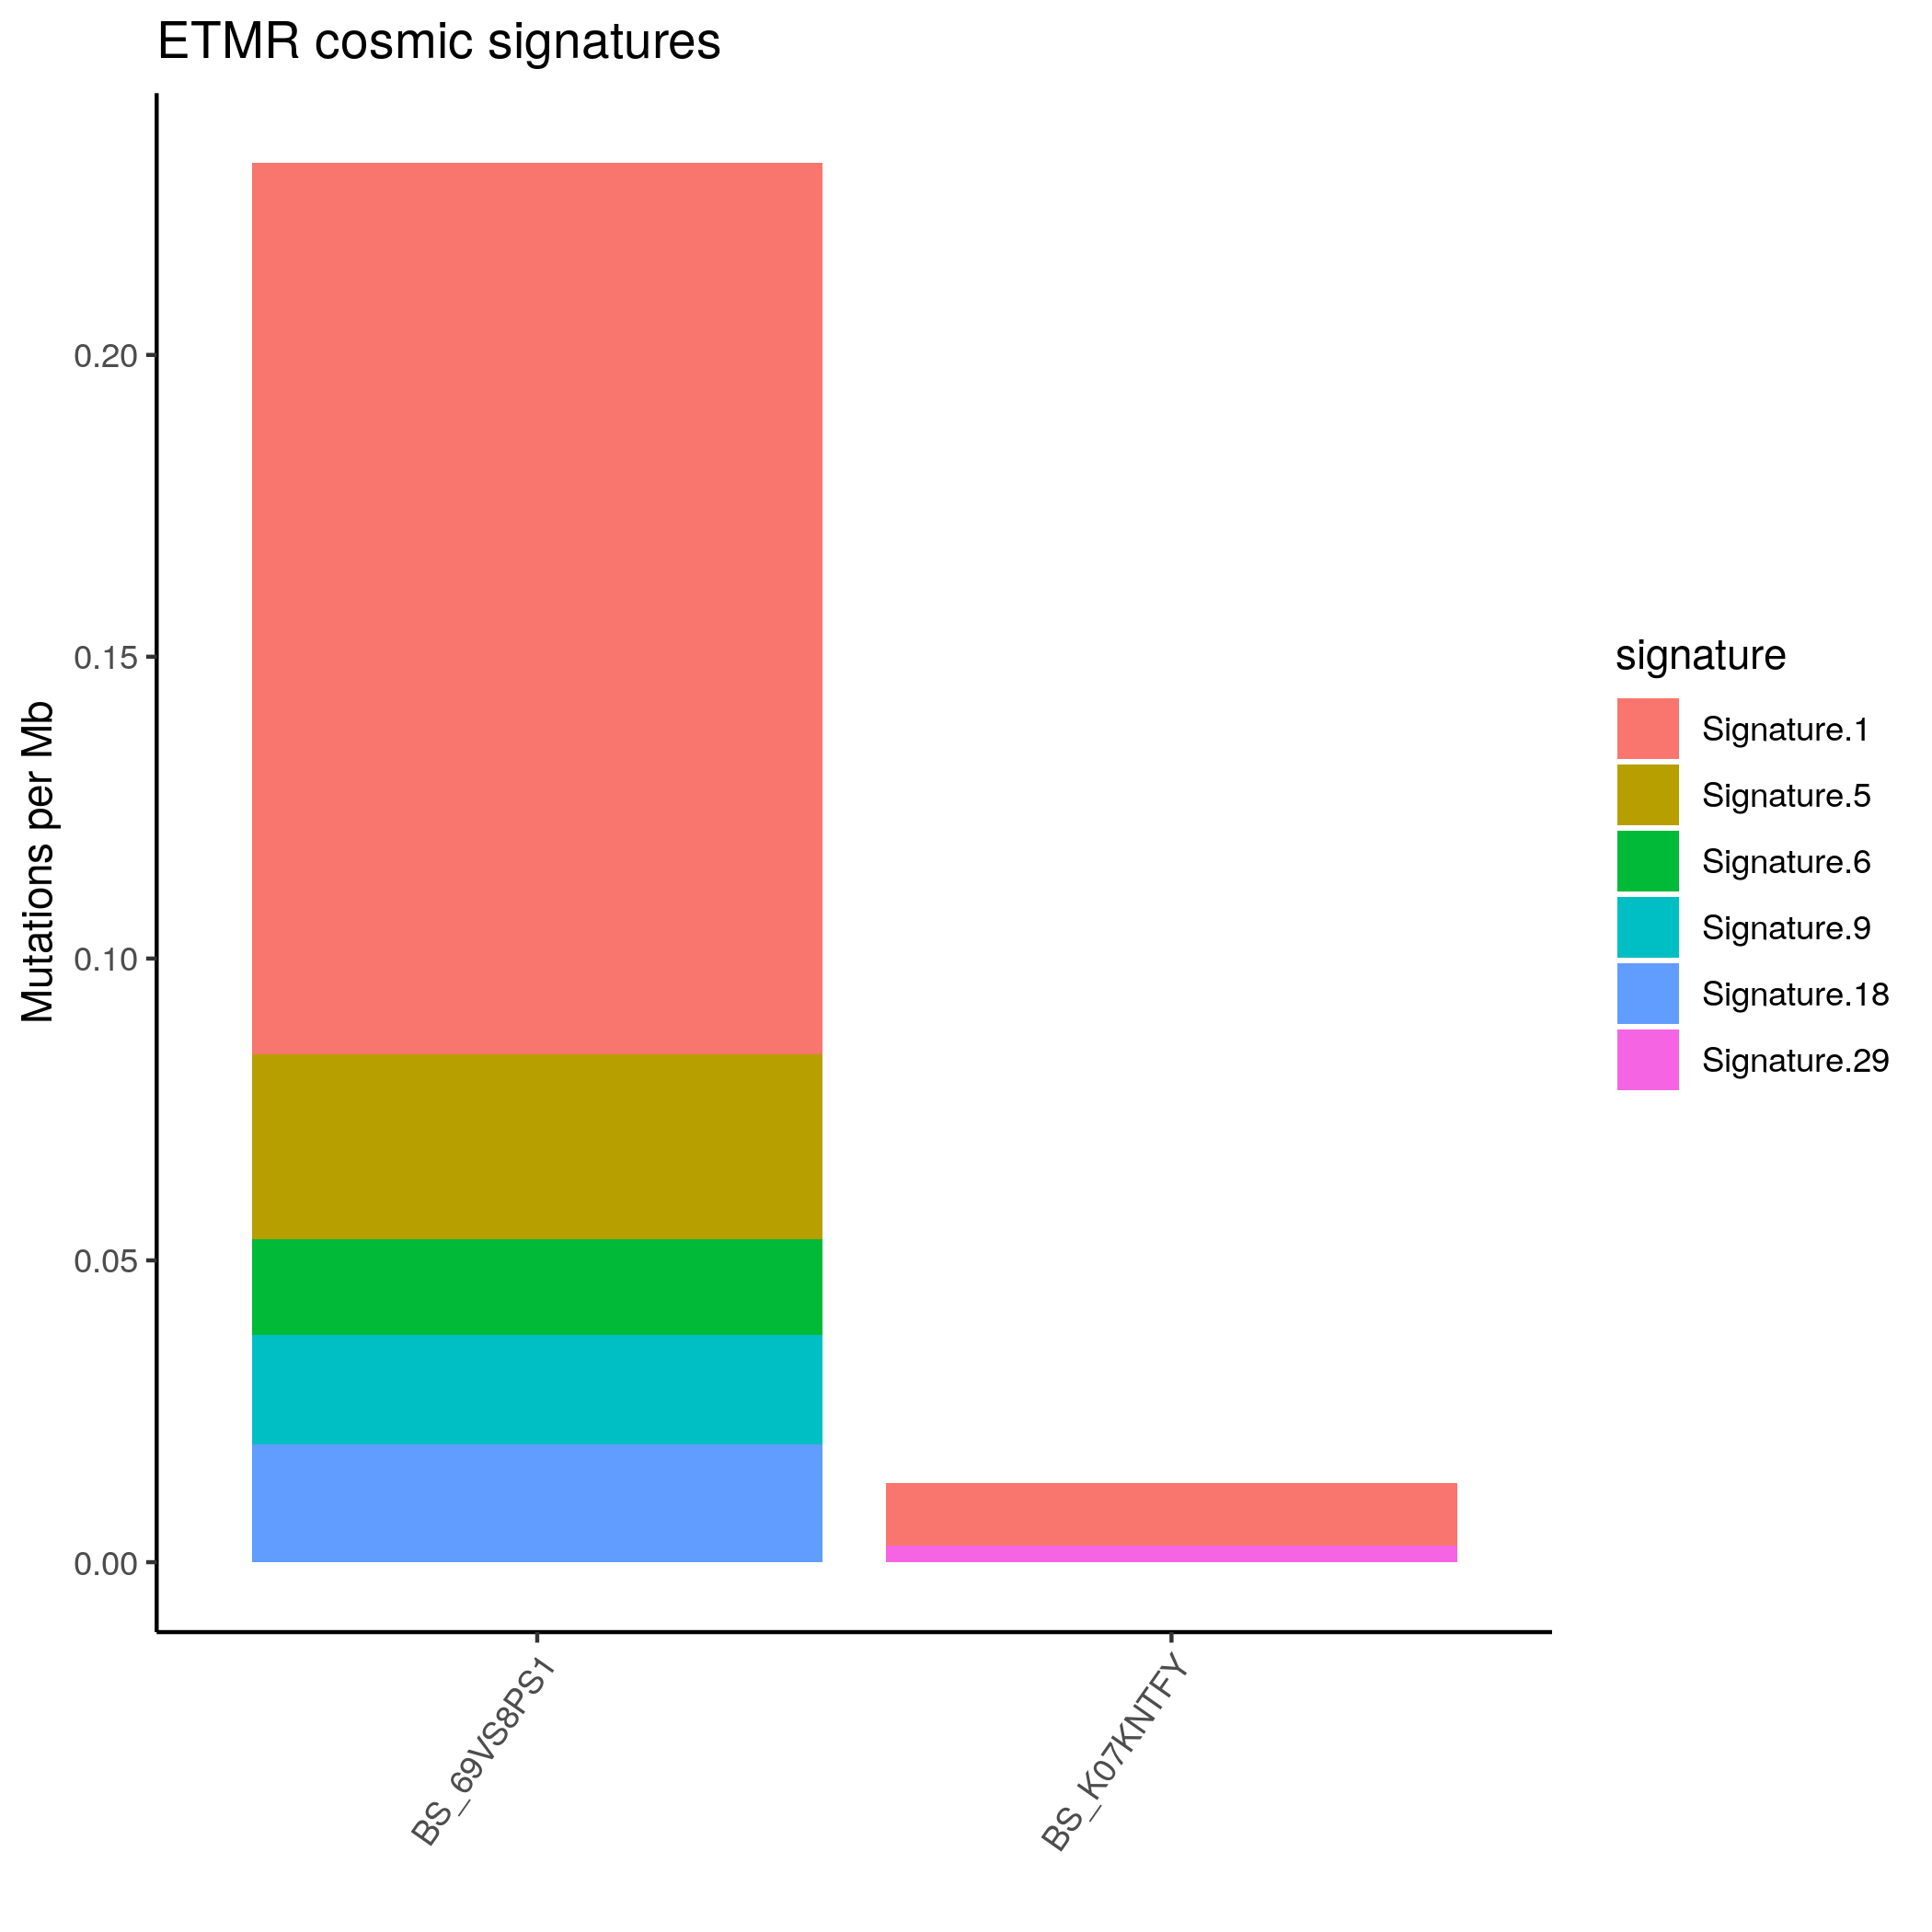 ETMR cosmic signatures
Mutations per Mb
0.20
0.15
0.10
0.05
0.00
BS_69VS8PS1
BS_K07KNTFY
signature
Signature.1
Signature.5
Signature.6
Signature.9
Signature.18
Signature.29